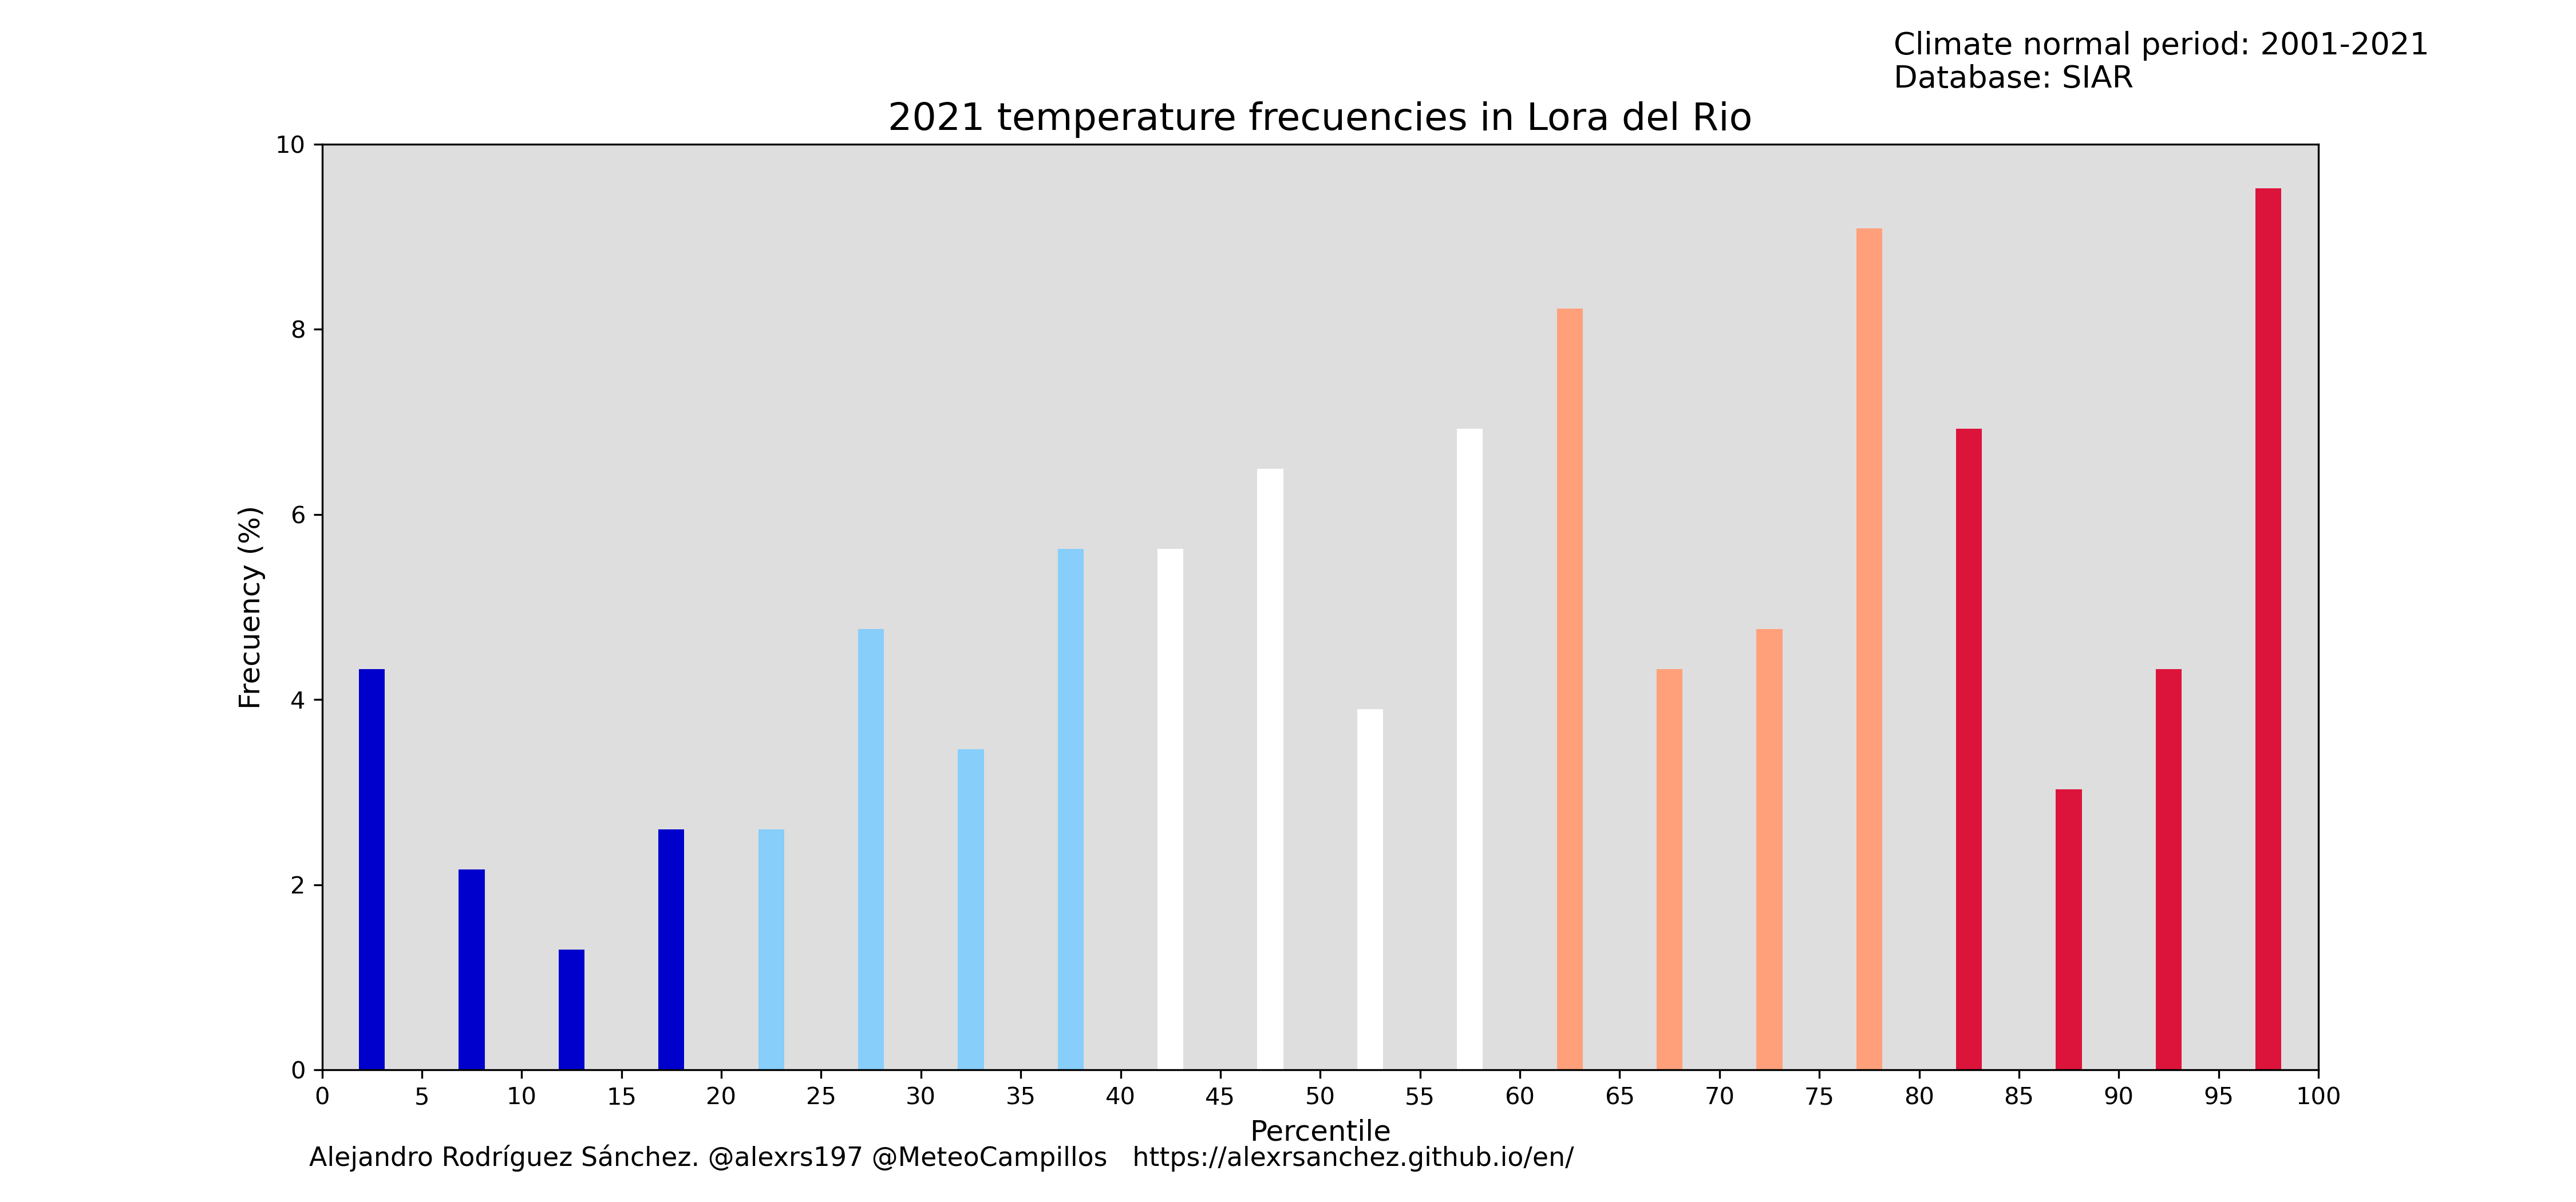 Climate normal period: 2001-2021
Database: SIAR
2021 temperature frecuencies in Lora del Rio
10
8
6
4
2
0
Frecuency (%)
0 5 10 15 20 25 30 35 40 45 50 55 60 65 70 75 80 85 90 95 100
Percentile
Alejandro Rodríguez Sánchez. @alexrs197 @MeteoCampillos https://alexrsanchez.github.io/en/